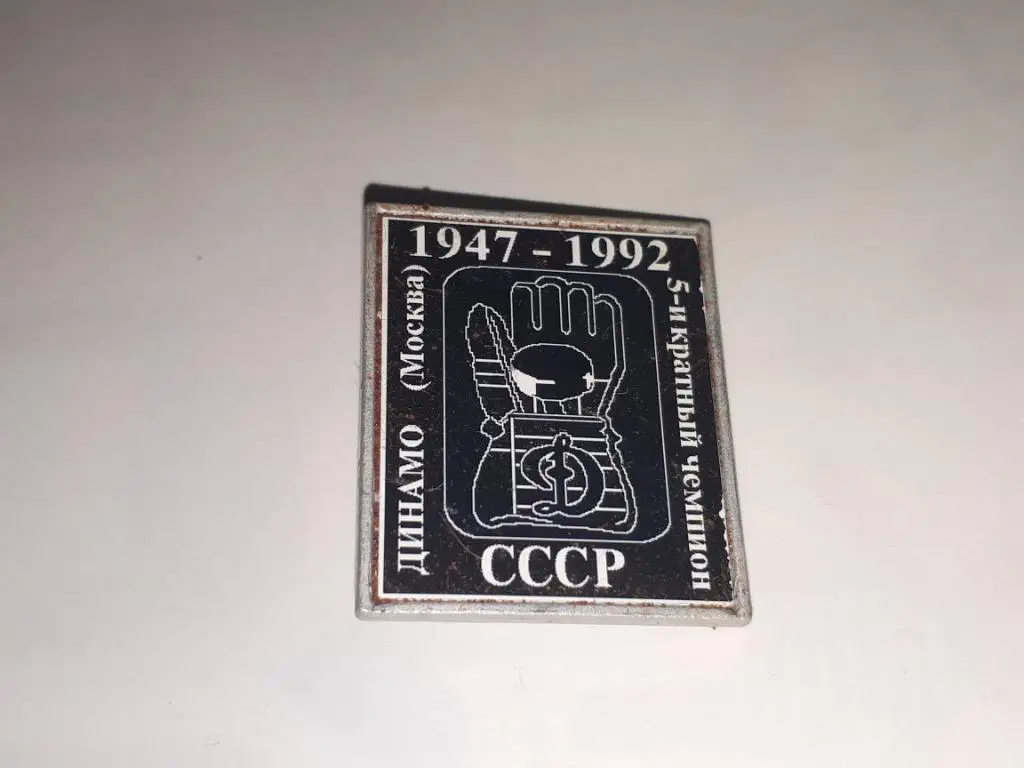 1947 - 1992
ДИНАМО (Москва)
5-и кратный чемпион
Д
СССР